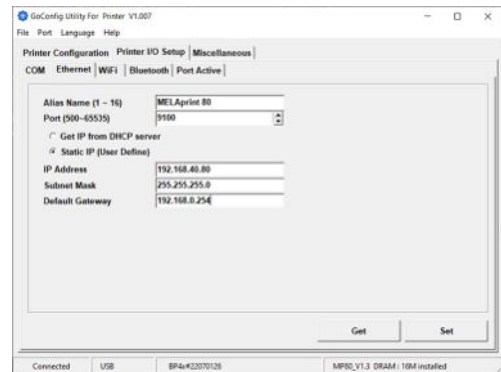 GoConfig Utility For Printer V1.007
File Port Language Help
Printer Configuration Printer I/O Setup Miscellaneous
COM Ethernet WiFi Bluetooth Port Active
Alias Name (1 ~ 16) MELAprint 80
Port (500~65535) 9100
Get IP from DHCP server
Static IP (User Define)
IP Address 192.168.40.80
Subnet Mask 255.255.255.0
Default Gateway 192.168.0.254
Get Set
Connected USB BP4x#22070126 MP80_V1.3 DRAM : 16M installed